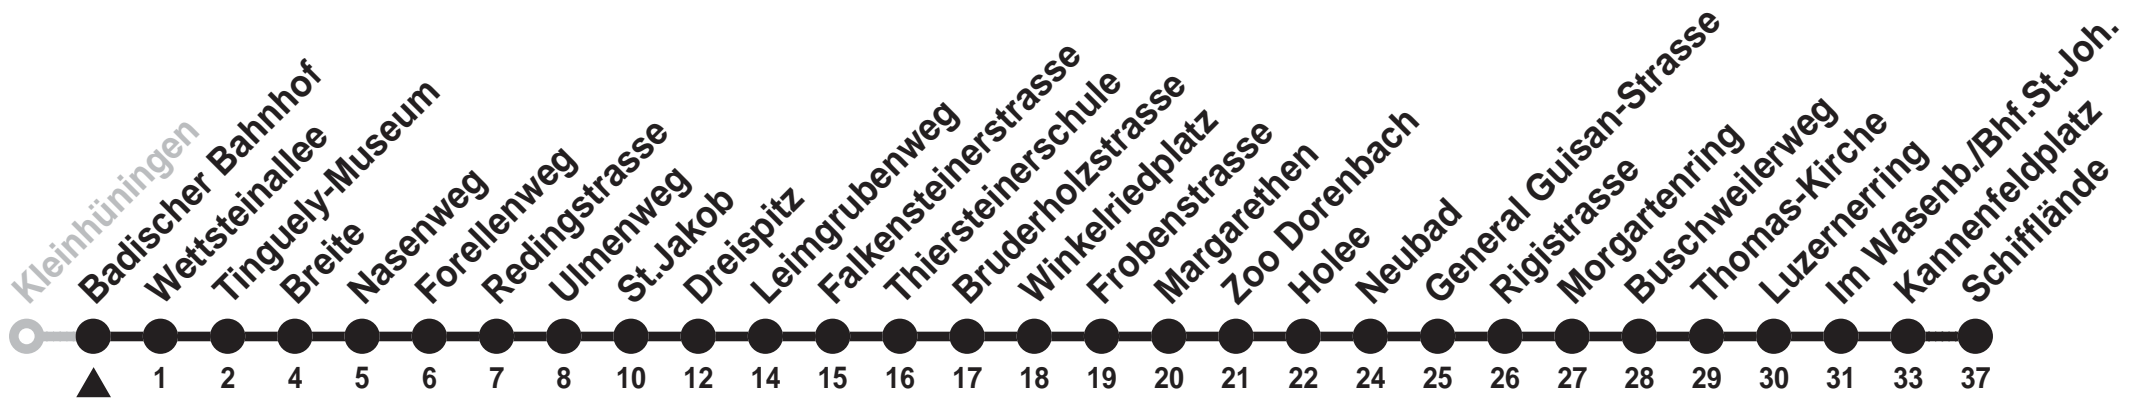 Kleinhüningen
Badischer Bahnhof
Wettsteinallee
Tinguely-Museum
Breite
Nasenweg
Forellenweg
Redingstrasse
Ulmenweg
St.Jakob
Dreispitz
Leimgrubenweg
Falkensteinerstrasse
Thiersteinerschule
Bruderholzstrasse
Winkelriedplatz
Frobenstrasse
Margarethen
Zoo Dorenbach
Holee
Neubad
General Guisan-Strasse
Rigistrasse
Morgartenring
Buschweilerweg
Thomas-Kirche
Luzernerring
Im Wasenb./Bhf.St.Joh.
Kannenfeldplatz
Schifflände
1 2 4 5 6 7 8 10 12 14 15 16 17 18 19 20 21 22 24 25 26 27 28 29 30 31 33 37